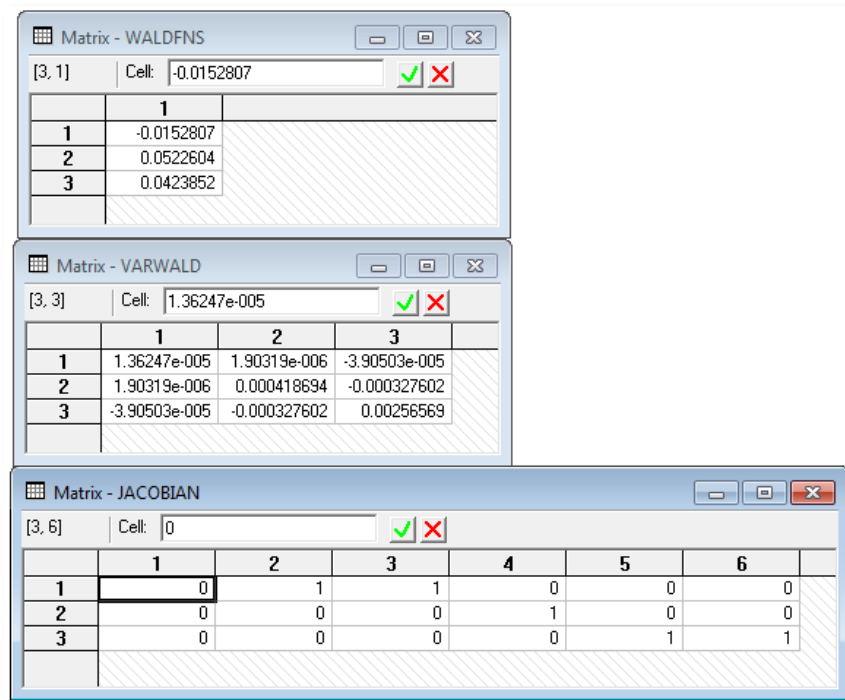 Matrix - WALDFNS
[3, 1] Cell: -0.0152807
1
1 -0.0152807
2 0.0522604
3 0.0423852
Matrix - VARWALD
[3, 3] Cell: 1.36247e-005
1 2 3
1 1.36247e-005 1.90319e-006 -3.90503e-005
2 1.90319e-006 0.000418694 -0.000327602
3 -3.90503e-005 -0.000327602 0.00256569
Matrix - JACOBIAN
[3, 6] Cell: 0
1 2 3 4 5 6
1 0 1 1 0 0 0
2 0 0 0 1 0 0
3 0 0 0 0 1 1